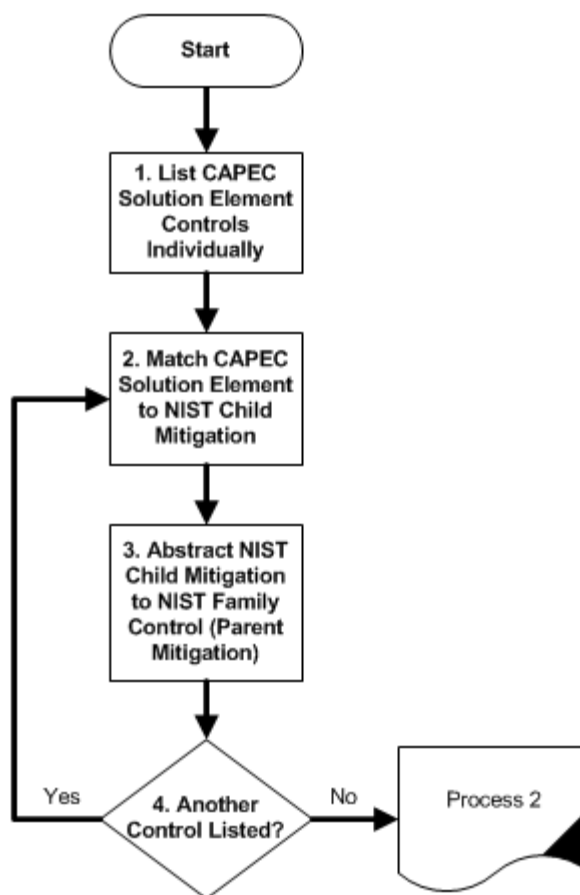 Start
1. List CAPEC
Solution Element
Controls
Individually
2. Match CAPEC
Solution Element
to NIST Child
Mitigation
3. Abstract NIST
Child Mitigation
to NIST Family
Control (Parent
Mitigation)
Yes
4. Another
Control Listed?
No
Process 2